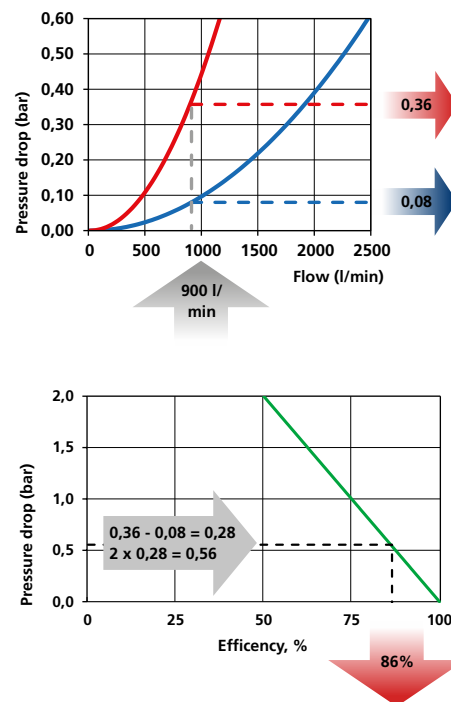 0,60
0,50
0,40
0,30
0,20
0,10
0,00
Pressure drop (bar)
0 500 1000 1500 2000 2500
Flow (l/min)
0,36
0,08
900 l/
min
2,0
1,5
1,0
0,5
0,0
Pressure drop (bar)
0,36 - 0,08 = 0,28
2 x 0,28 = 0,56
0 25 50 75 100
Efficency, %
86%